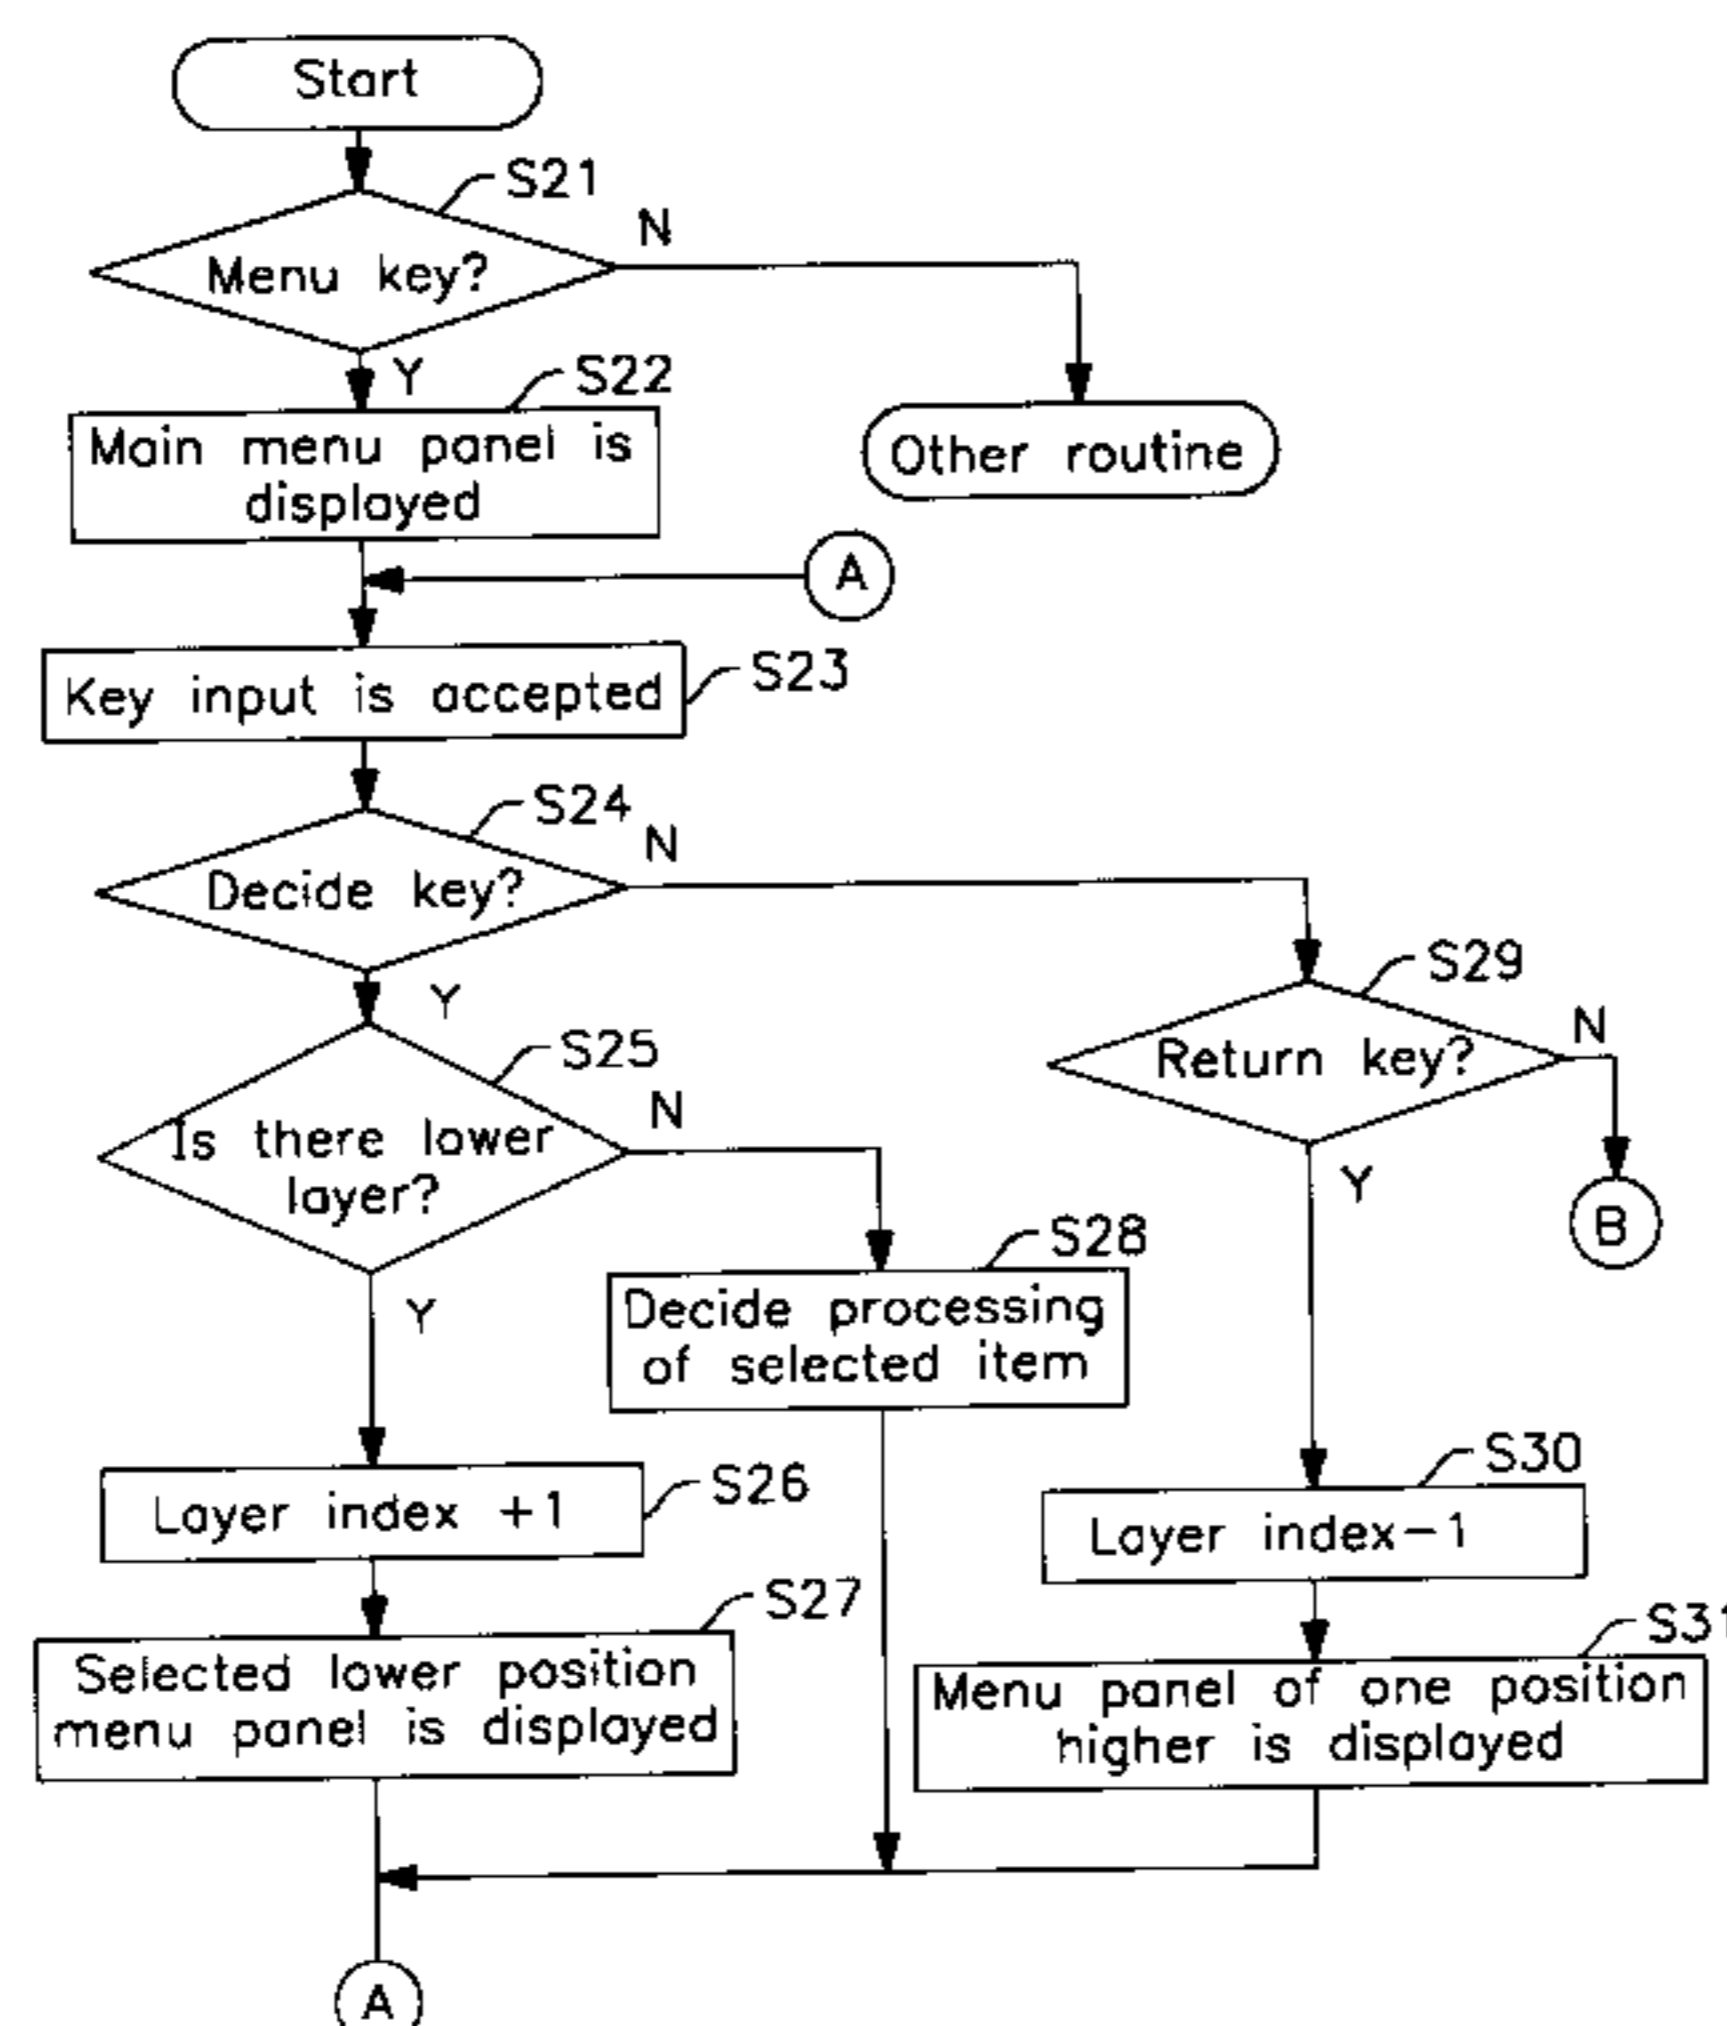 Start
S21
N
Menu key?
Y
S22
Main menu panel is
displayed
Other routine
A
Key input is accepted
S23
S24
N
Decide key?
Y
S29
N
Return key?
Y
B
S25
N
Is there lower
layer?
Y
S28
Decide processing
of selected item
S30
Layer index-1
Layer index +1
S26
S27
Selected lower position
menu panel is displayed
S31
Menu panel of one position
higher is displayed
A